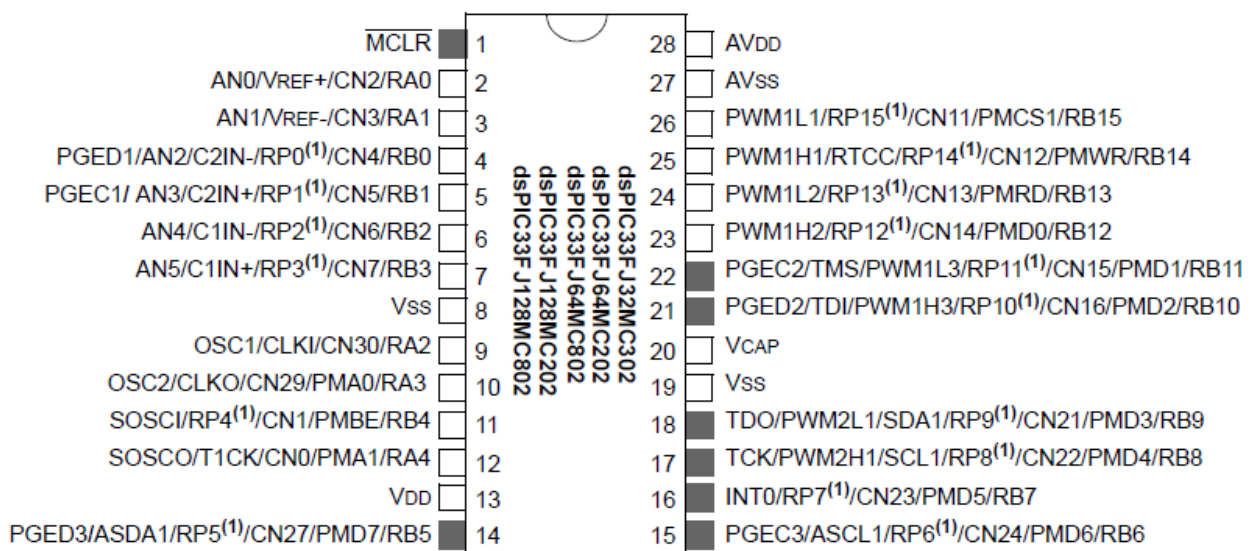 MCLR 1
AN0/VREF+/CN2/RA0 2
AN1/VREF-/CN3/RA1 3
PGED1/AN2/C2IN-/RP0(1)/CN4/RB0 4
PGEC1/ AN3/C2IN+/RP1(1)/CN5/RB1 5
AN4/C1IN-/RP2(1)/CN6/RB2 6
AN5/C1IN+/RP3(1)/CN7/RB3 7
VSS 8
OSC1/CLKI/CN30/RA2 9
OSC2/CLKO/CN29/PMA0/RA3 10
SOSCI/RP4(1)/CN1/PMBE/RB4 11
SOSCO/T1CK/CN0/PMA1/RA4 12
VDD 13
PGED3/ASDA1/RP5(1)/CN27/PMD7/RB5 14
dsPIC33FJ32MC302
dsPIC33FJ64MC202
dsPIC33FJ64MC802
dsPIC33FJ128MC202
dsPIC33FJ128MC802
28 AVDD
27 AVSS
26 PWM1L1/RP15(1)/CN11/PMCS1/RB15
25 PWM1H1/RTCC/RP14(1)/CN12/PMWR/RB14
24 PWM1L2/RP13(1)/CN13/PMRD/RB13
23 PWM1H2/RP12(1)/CN14/PMD0/RB12
22 PGEC2/TMS/PWM1L3/RP11(1)/CN15/PMD1/RB11
21 PGED2/TDI/PWM1H3/RP10(1)/CN16/PMD2/RB10
20 VCAP
19 VSS
18 TDO/PWM2L1/SDA1/RP9(1)/CN21/PMD3/RB9
17 TCK/PWM2H1/SCL1/RP8(1)/CN22/PMD4/RB8
16 INT0/RP7(1)/CN23/PMD5/RB7
15 PGEC3/ASCL1/RP6(1)/CN24/PMD6/RB6